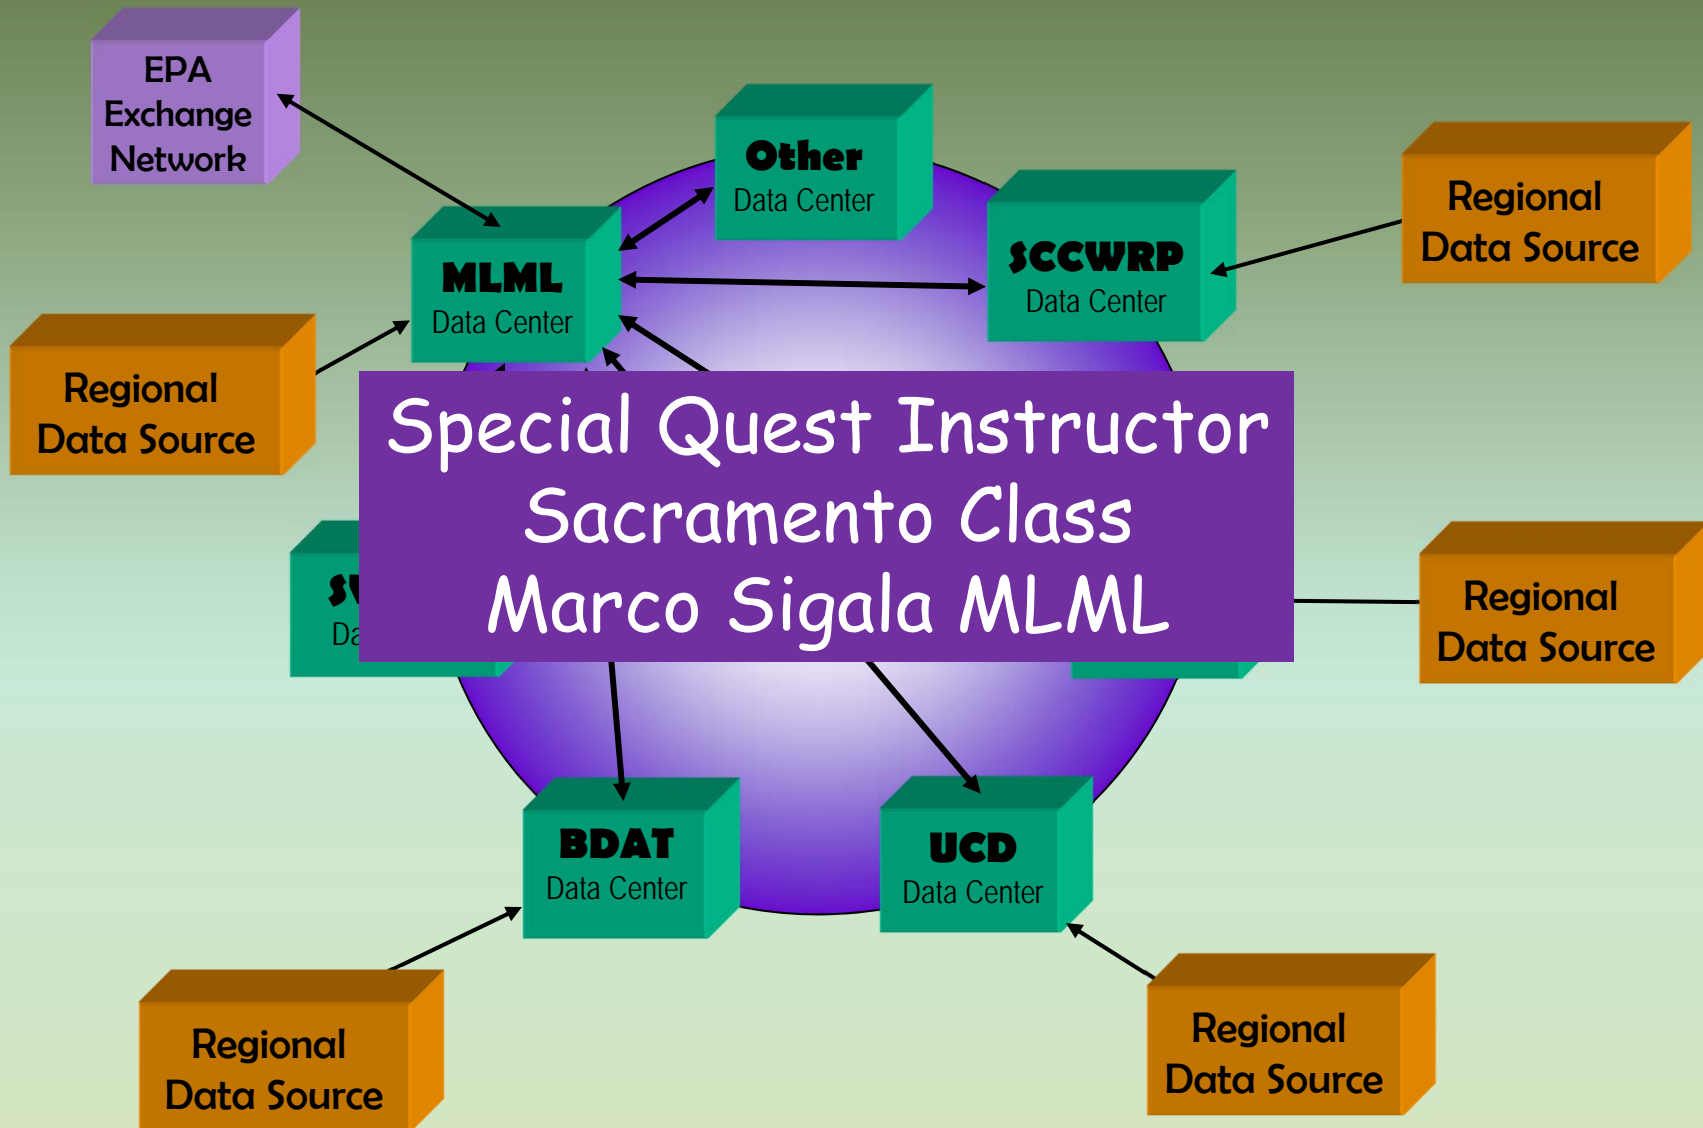 EPA
Exchange
Network
Other
Data Center
SCCWRP
Data Center
Regional
Data Source
MLML
Data Center
Regional
Data Source
Special Quest Instructor
Sacramento Class
Marco Sigala MLML
Regional
Data Source
BDAT
Data Center
UCD
Data Center
Regional
Data Source
Regional
Data Source